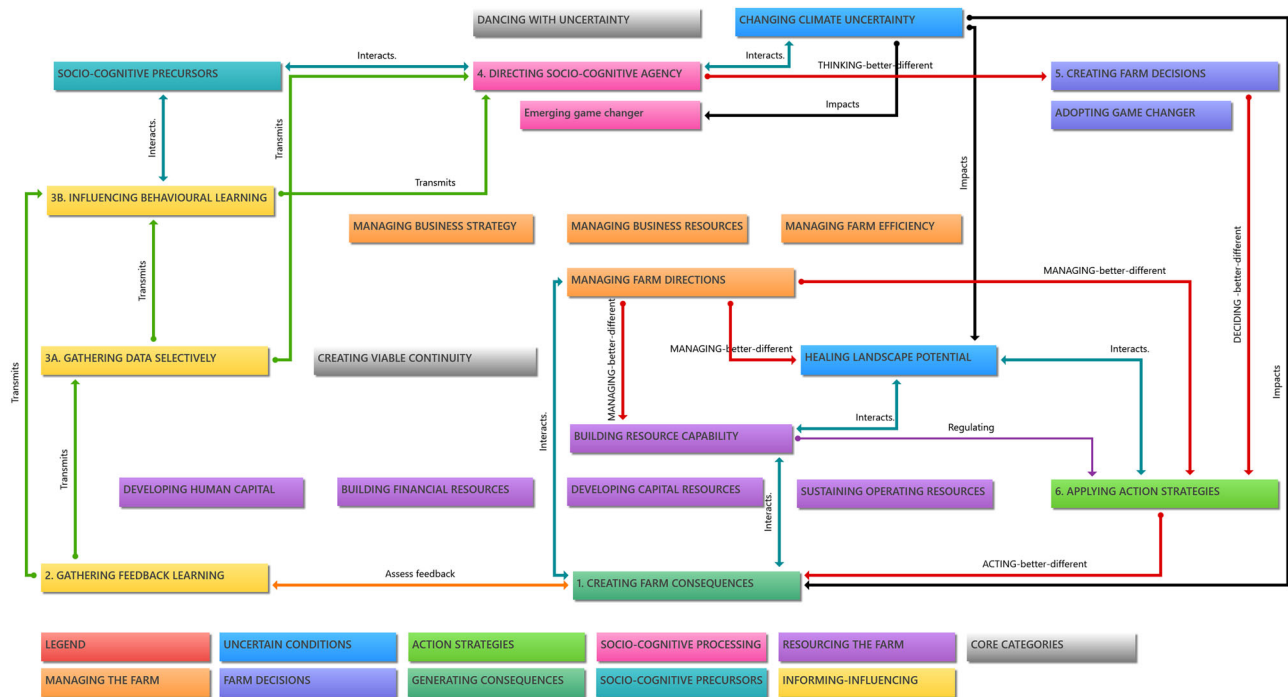 DANCING WITH UNCERTAINTY
CHANGING CLIMATE UNCERTAINTY
Interacts.
Interacts.
SOCIO-COGNITIVE PRECURSORS
4. DIRECTING SOCIO-COGNITIVE AGENCY
THINKING-better-different
5. CREATING FARM DECISIONS
Emerging game changer
Impacts
ADOPTING GAME CHANGER
Interacts.
Transmits
Impacts
3B. INFLUENCING BEHAVIOURAL LEARNING
Transmits
MANAGING BUSINESS STRATEGY
MANAGING BUSINESS RESOURCES
MANAGING FARM EFFICIENCY
Transmits
MANAGING FARM DIRECTIONS
MANAGING-better-different
DECIDING -better-different
3A. GATHERING DATA SELECTIVELY
CREATING VIABLE CONTINUITY
MANAGING-better-different
MANAGING-better-different
HEALING LANDSCAPE POTENTIAL
Interacts.
Impacts
Transmits
Interacts.
Interacts.
BUILDING RESOURCE CAPABILITY
Regulating
Transmits
DEVELOPING HUMAN CAPITAL
BUILDING FINANCIAL RESOURCES
DEVELOPING CAPITAL RESOURCES
SUSTAINING OPERATING RESOURCES
6. APPLYING ACTION STRATEGIES
Interacts.
2. GATHERING FEEDBACK LEARNING
Assess feedback
1. CREATING FARM CONSEQUENCES
ACTING-better-different
LEGEND
UNCERTAIN CONDITIONS
ACTION STRATEGIES
SOCIO-COGNITIVE PROCESSING
RESOURCING THE FARM
CORE CATEGORIES
MANAGING THE FARM
FARM DECISIONS
GENERATING CONSEQUENCES
SOCIO-COGNITIVE PRECURSORS
INFORMING-INFLUENCING